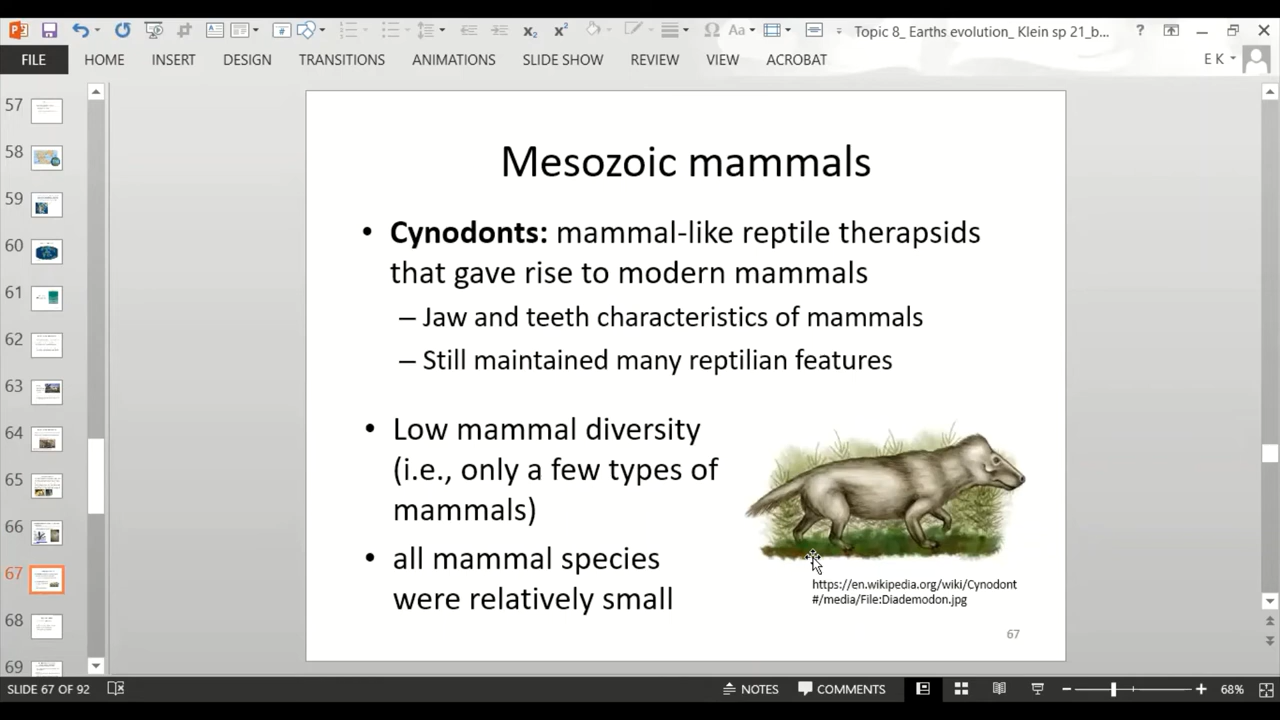 Topic 8_ Earths evolution_ Klein sp 21_b...
FILE
HOME
INSERT
DESIGN
TRANSITIONS
ANIMATIONS
SLIDE SHOW
REVIEW
VIEW
ACROBAT
E K
57
58
59
60
61
62
63
64
65
66
67
68
69
Mesozoic mammals
• Cynodonts: mammal-like reptile therapsids
that gave rise to modern mammals
– Jaw and teeth characteristics of mammals
– Still maintained many reptilian features
• Low mammal diversity
(i.e., only a few types of
mammals)
• all mammal species
were relatively small
https://en.wikipedia.org/wiki/Cynodont
#/media/File:Diademodon.jpg
67
SLIDE 67 OF 92
NOTES
COMMENTS
68%